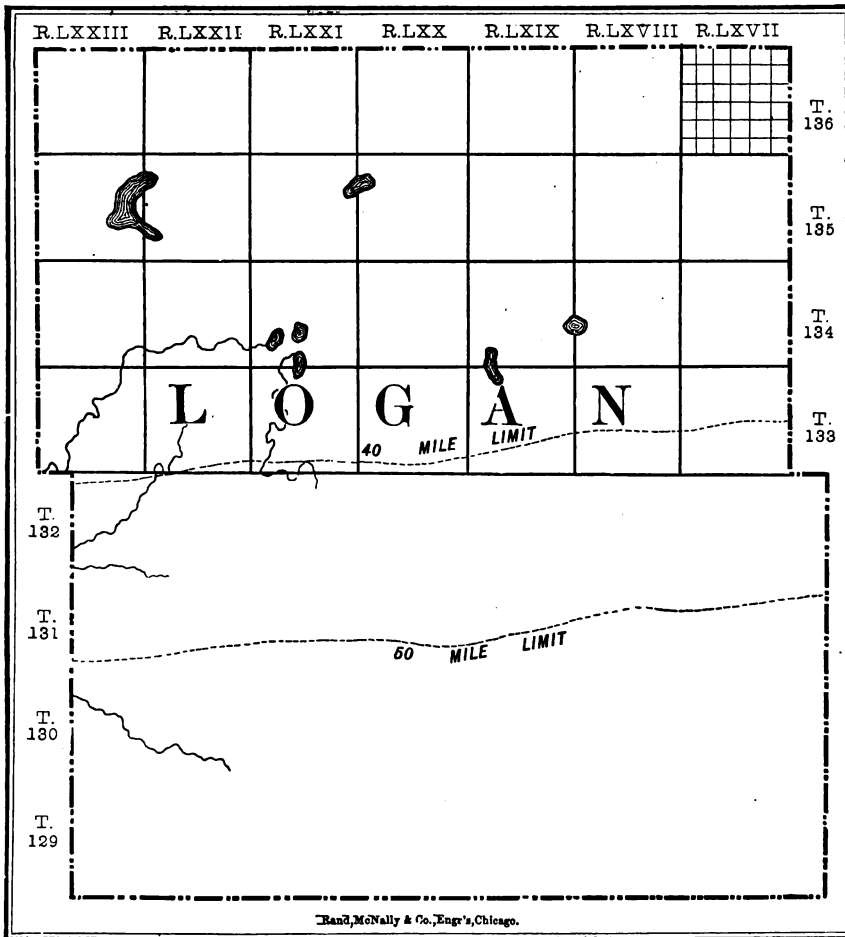 R.LXXIII R.LXXII R.LXXI R.LXX R.LXIX R.LXVIII R.LXVII
T.
136
T.
135
T.
134
LOGAN
T.
133
40 MILE LIMIT
T.
132
T.
131
50 MILE LIMIT
T.
130
T.
129
Rand, McNally & Co., Engr's, Chicago.